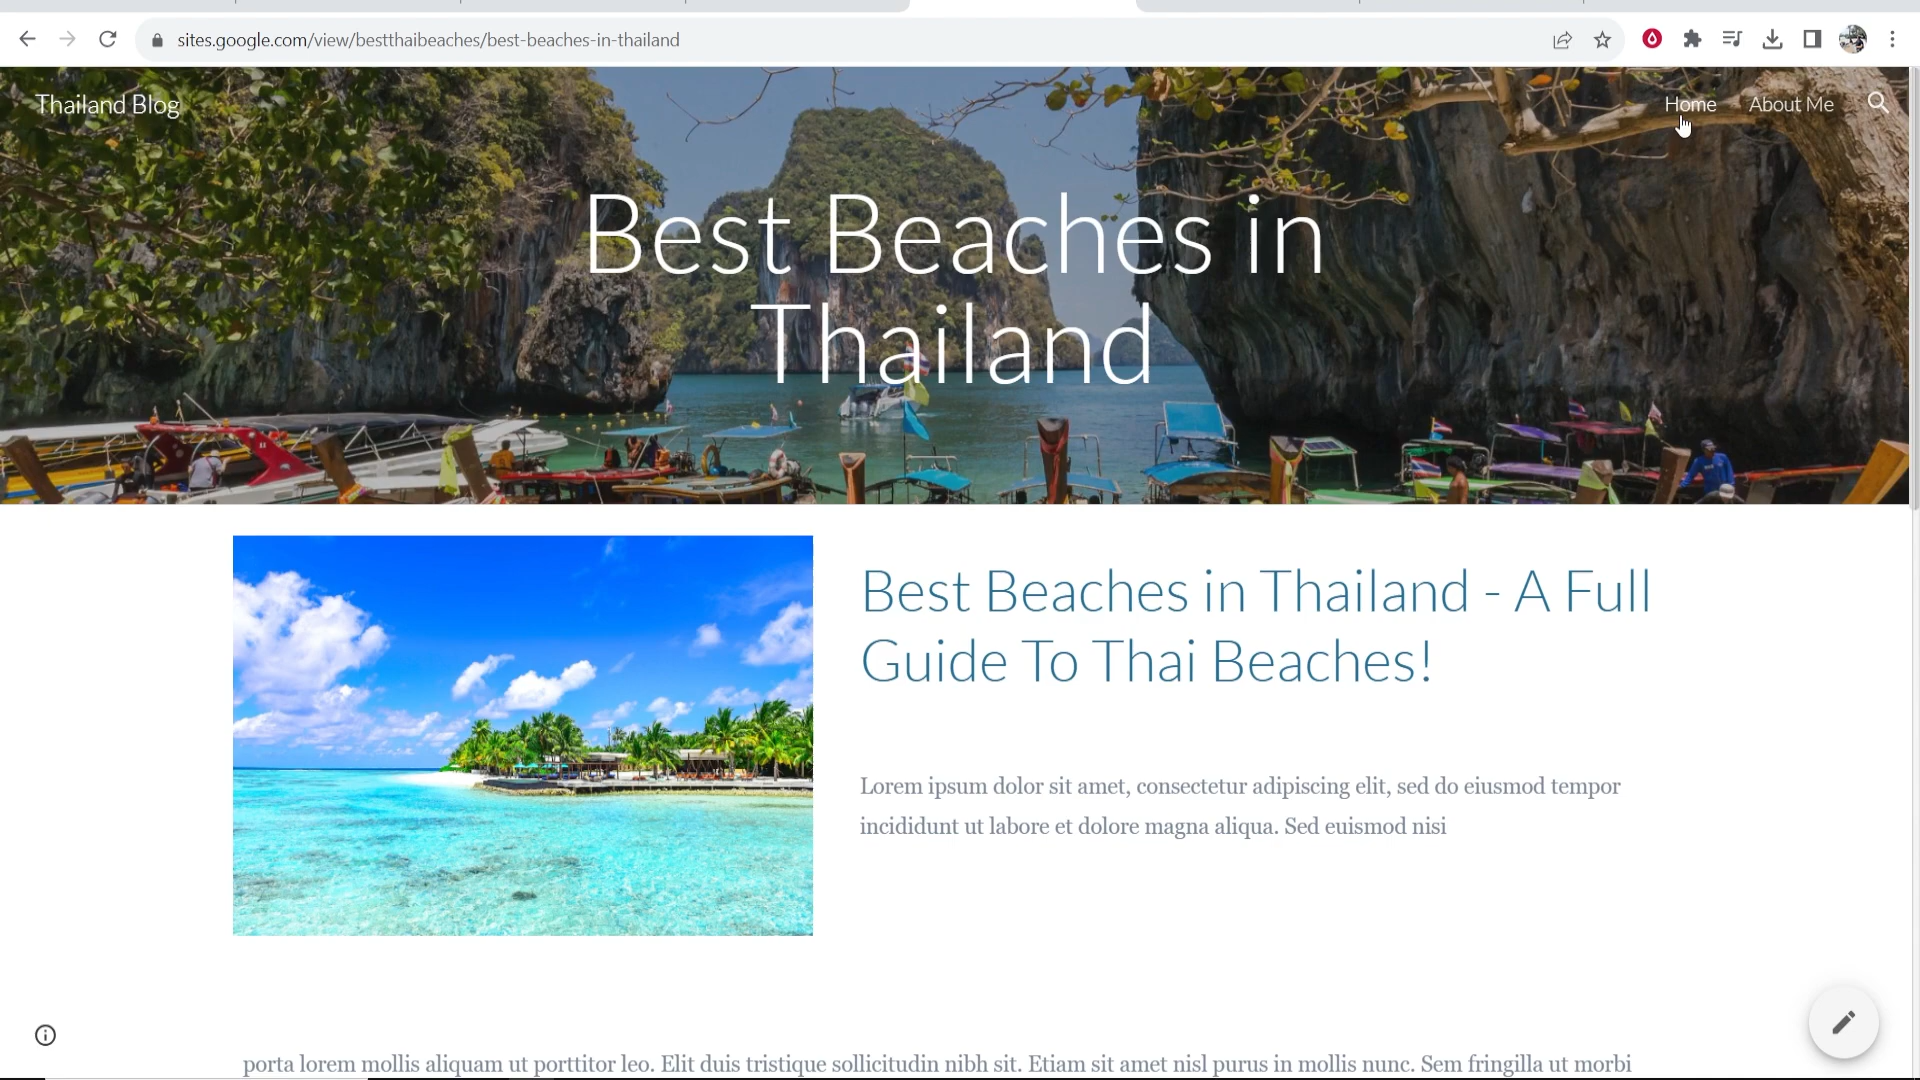 sites.google.com/view/bestthaibeaches/best-beaches-in-thailand
Thailand Blog
Home
About Me
Best Beaches in
Thailand
Best Beaches in Thailand - A Full
Guide To Thai Beaches!
Lorem ipsum dolor sit amet, consectetur adipiscing elit, sed do eiusmod tempor
incididunt ut labore et dolore magna aliqua. Sed euismod nisi
porta lorem mollis aliquam ut porttitor leo. Elit duis tristique sollicitudin nibh sit. Etiam sit amet nisl purus in mollis nunc. Sem fringilla ut morbi